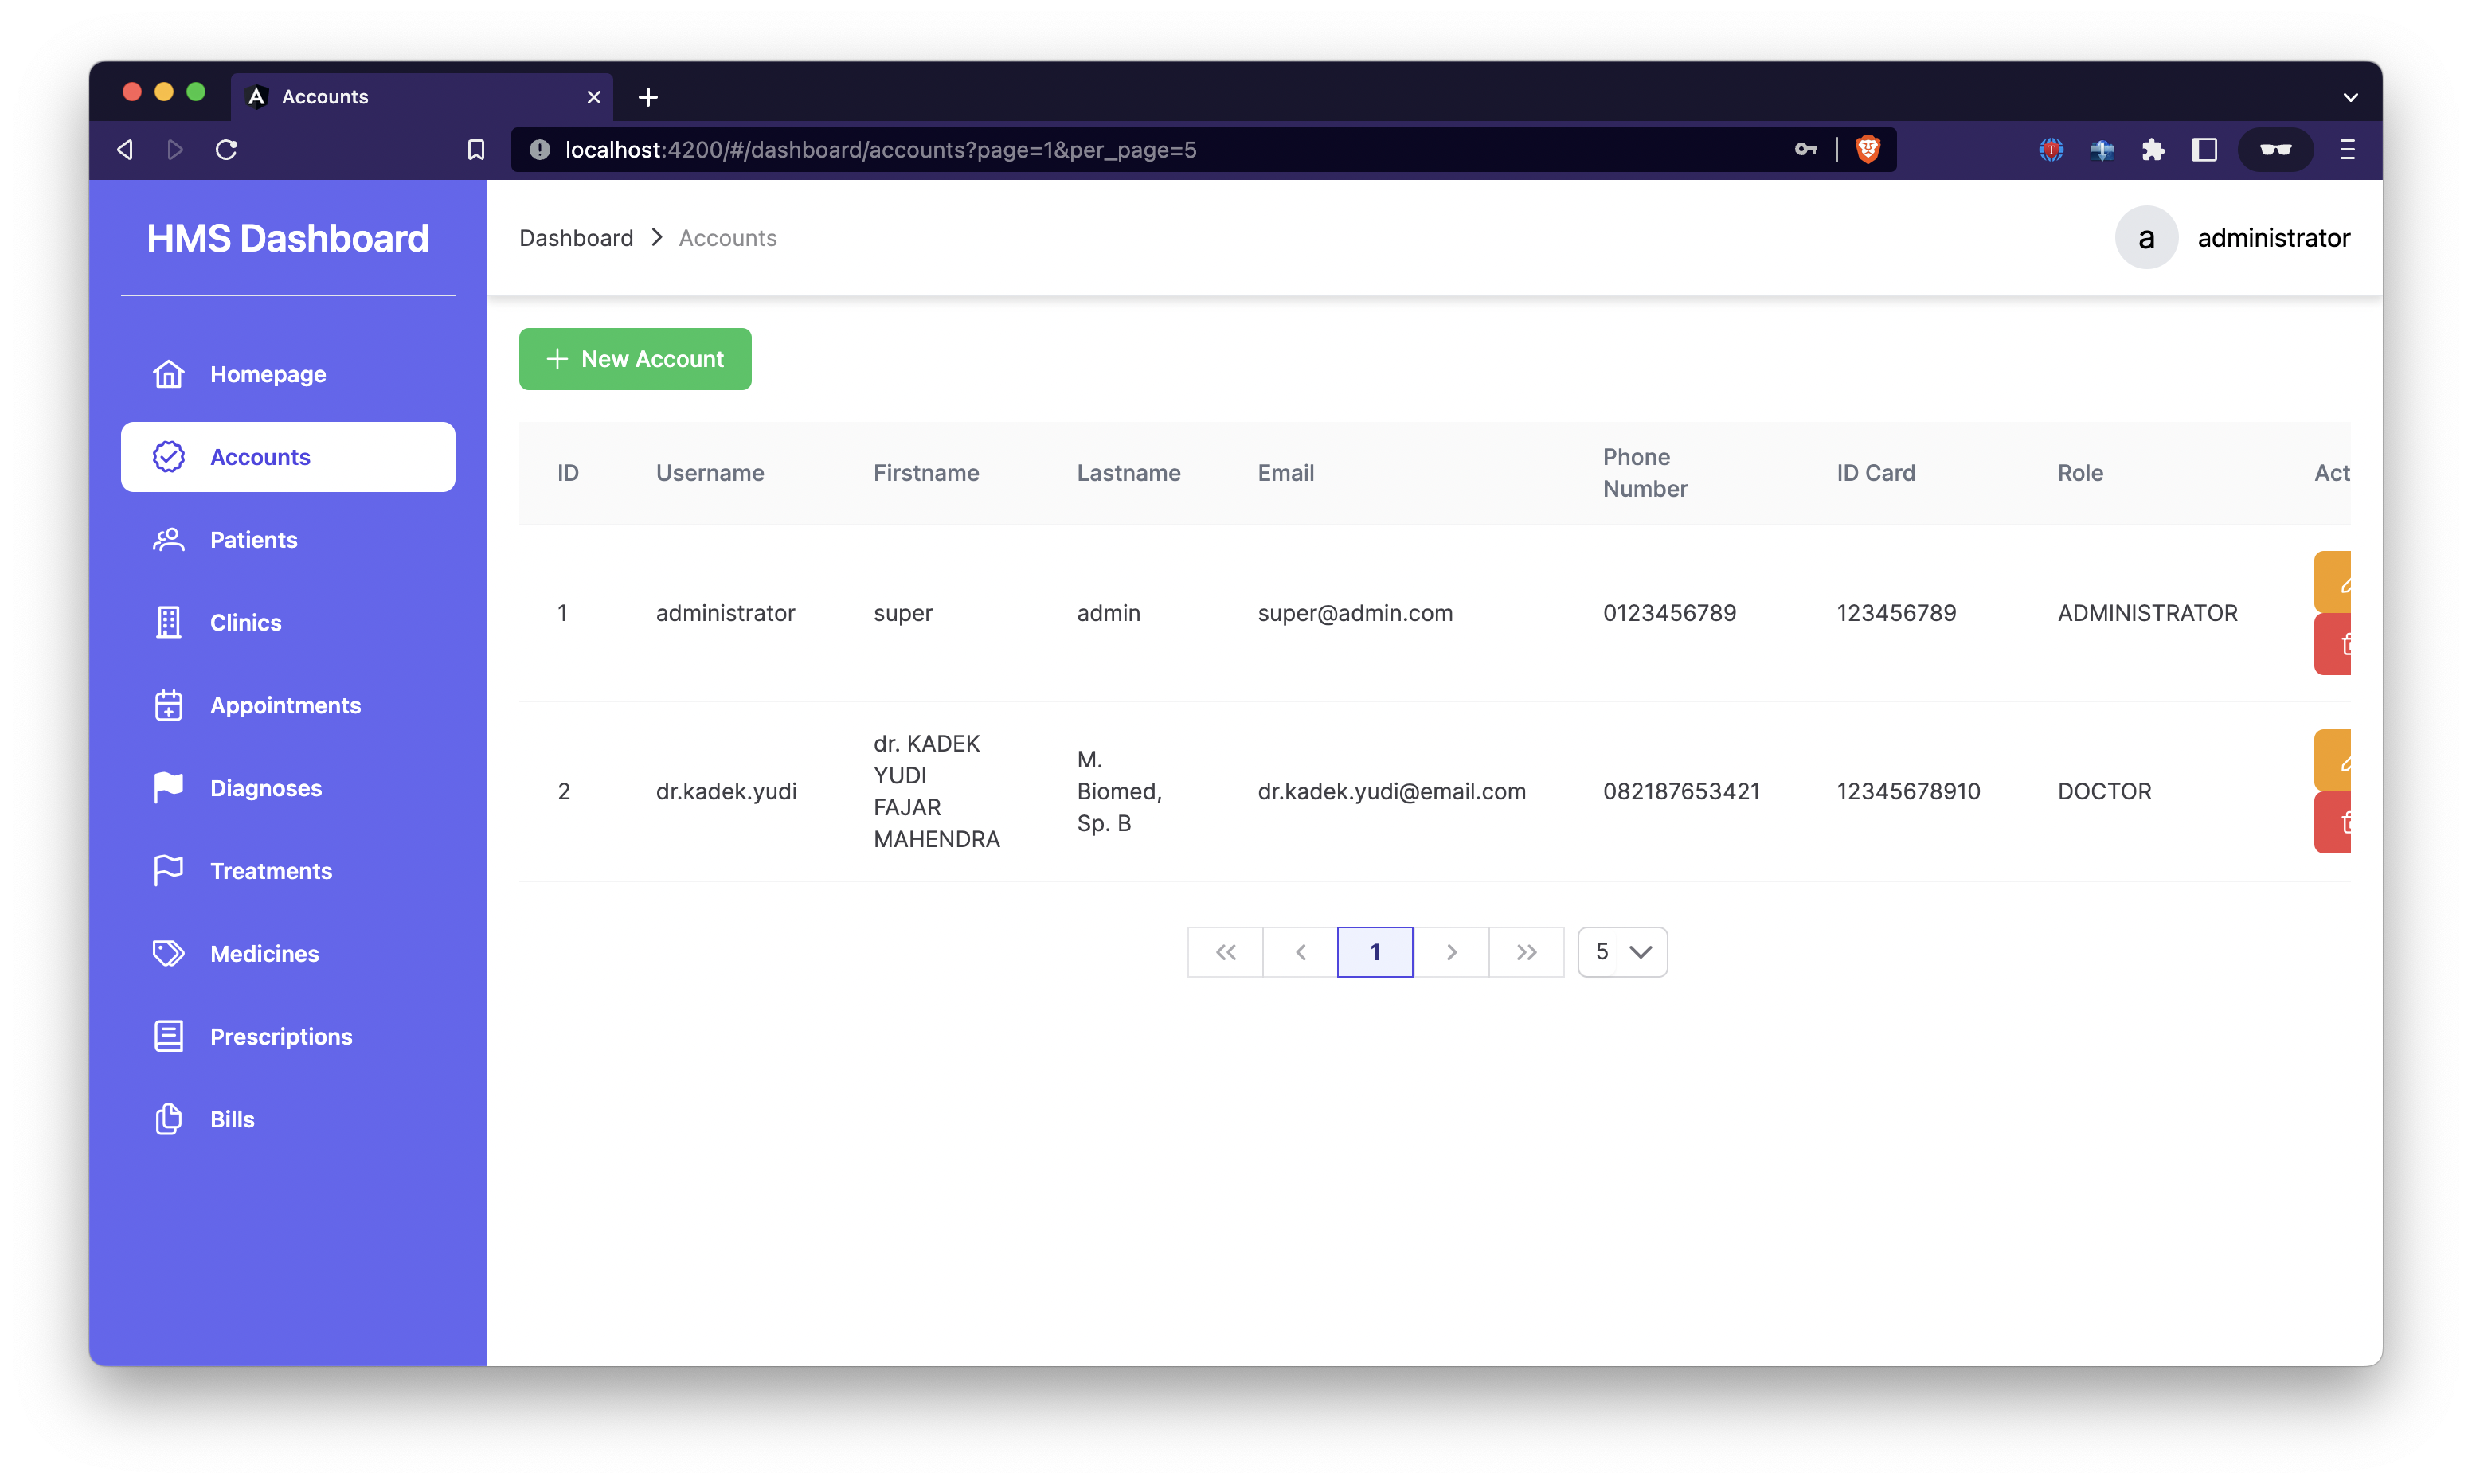 Accounts
localhost:4200/#/dashboard/accounts?page=1&per_page=5
HMS Dashboard
Homepage
Accounts
Patients
Clinics
Appointments
Diagnoses
Treatments
Medicines
Prescriptions
Bills
Dashboard > Accounts
a administrator
+ New Account
ID Username Firstname Lastname Email Phone Number ID Card Role Act
1 administrator super admin super@admin.com 0123456789 123456789 ADMINISTRATOR
2 dr.kadek.yudi dr. KADEK YUDI FAJAR MAHENDRA M. Biomed, Sp. B dr.kadek.yudi@email.com 082187653421 12345678910 DOCTOR
<< < 1 > >> 5